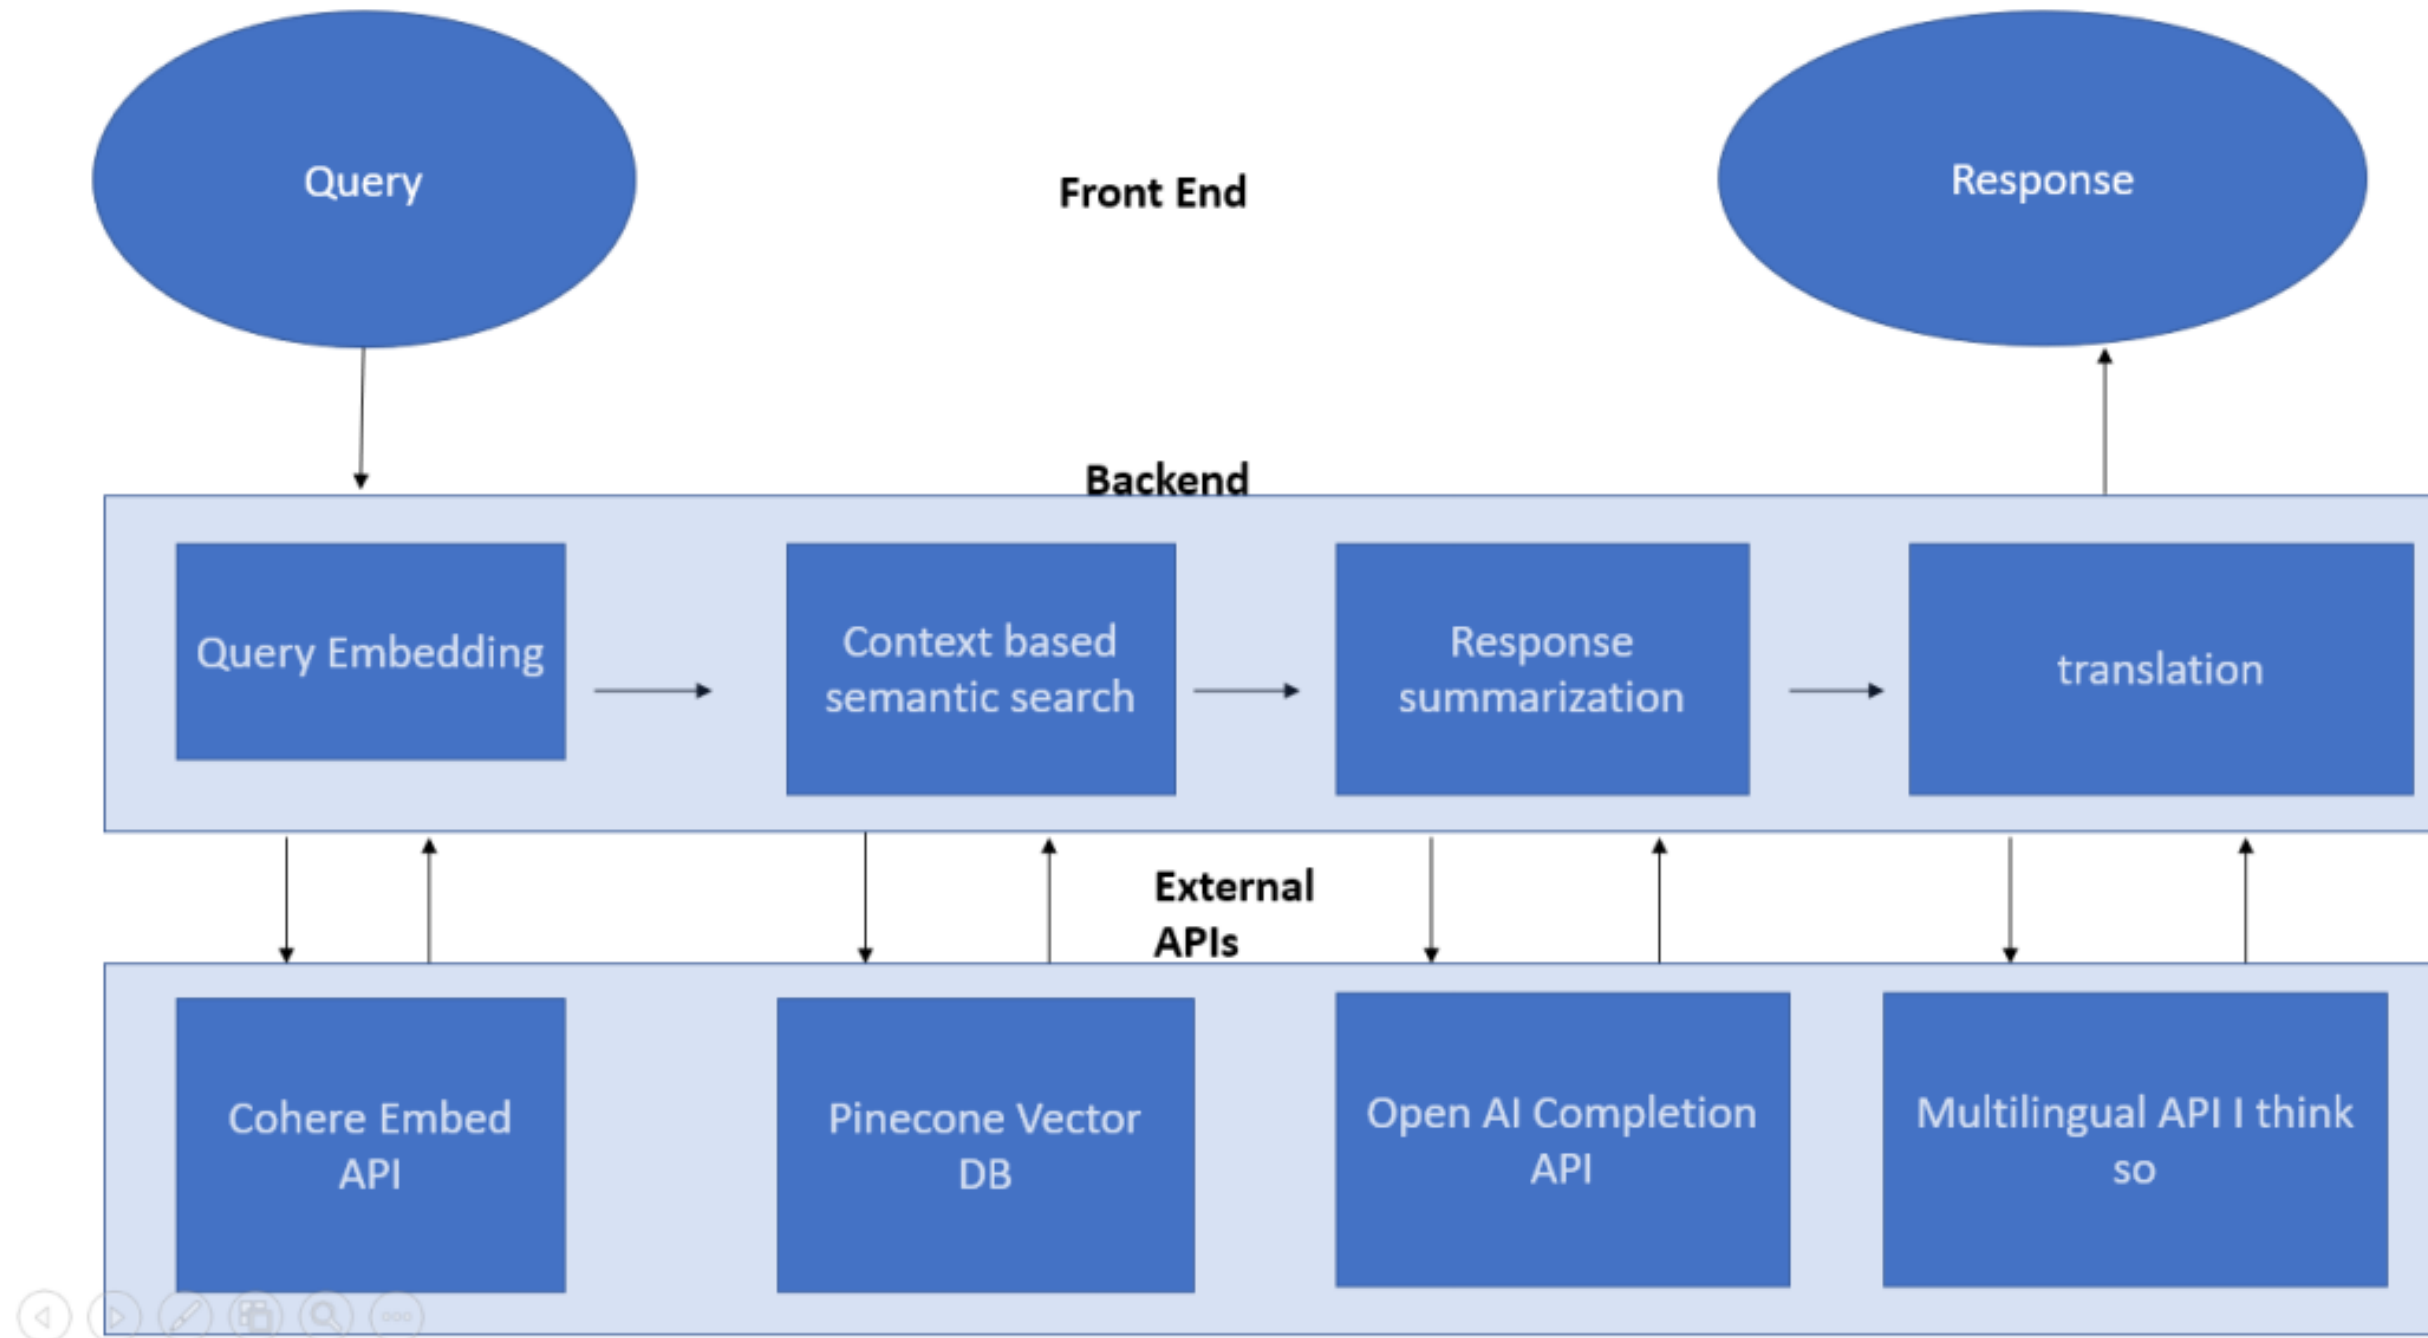 Query
Front End
Response
Backend
Query Embedding
Context based
semantic search
Response
summarization
translation
External
APIs
Cohere Embed
API
Pinecone Vector
DB
Open AI Completion
API
Multilingual API I think
so